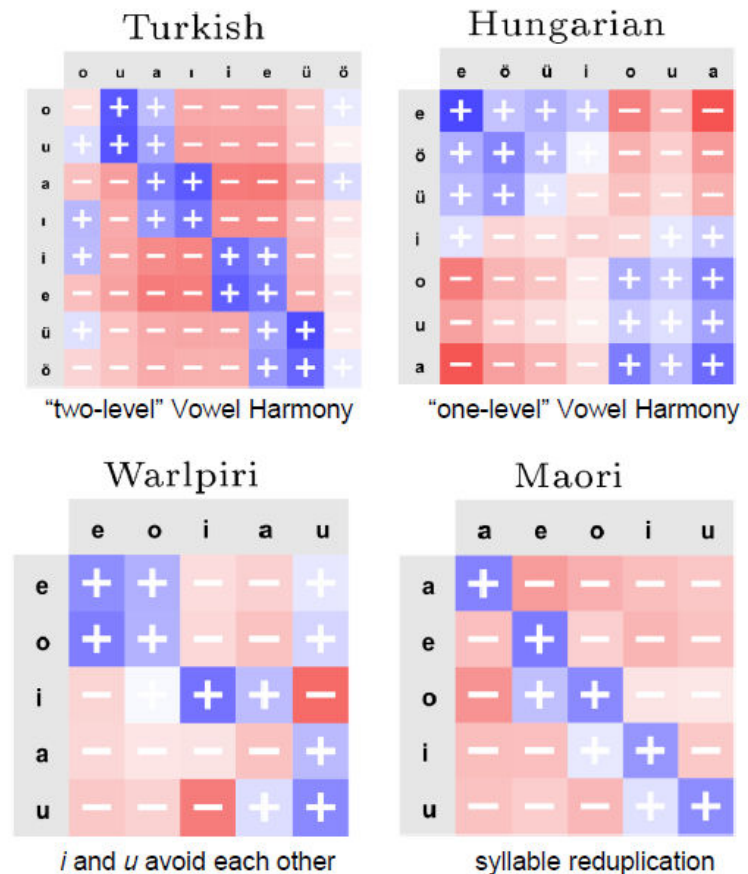 Turkish
o u a ı i e ü ö
o − + + − − − − +
u + + + − − − − −
a − − + + − − − +
ı + − + + − − − −
i + − − − + + − −
e − − − − + + − −
ü + − − − − + + −
ö − − − − − + + +
“two-level” Vowel Harmony
Hungarian
e ö ü i o u a
e + + + + − − −
ö + + + + − − −
ü + + + − − − −
i + − − − − + +
o − − − − + + +
u − − − − + + +
a − − − − + + +
“one-level” Vowel Harmony
Warlpiri
e o i a u
e + + − − +
o + + − − +
i − + + + −
a − − − − +
u − − − + +
i and u avoid each other
Maori
a e o i u
a + − − − −
e − + − − −
o − + + − −
i − − + + −
u − − − + +
syllable reduplication